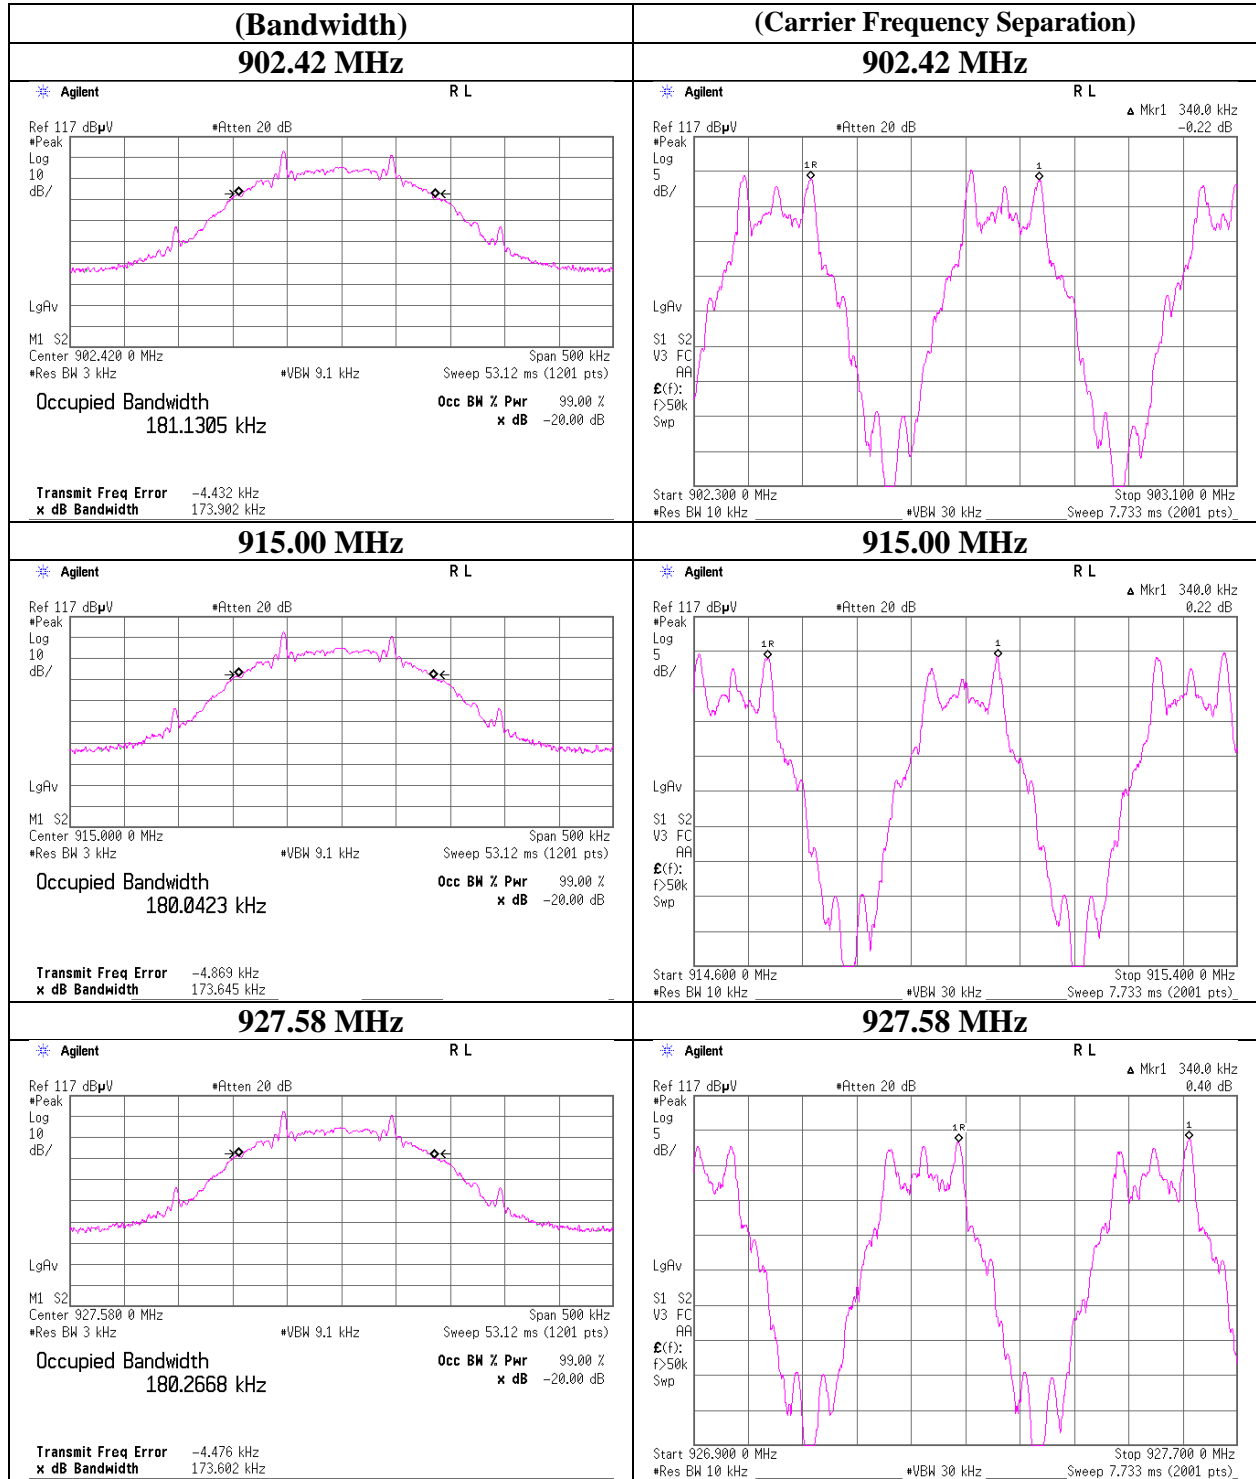 (Bandwidth)
(Carrier Frequency Separation)
902.42 MHz
902.42 MHz
Agilent
R L
Ref 117 dBµV
#Atten 20 dB
#Peak
Log
10
dB/
LgAv
M1 S2
Center 902.420 0 MHz
Span 500 kHz
#Res BW 3 kHz
#VBW 9.1 kHz
Sweep 53.12 ms (1201 pts)
Occupied Bandwidth
181.1305 kHz
Occ BW % Pwr 99.00 %
x dB -20.00 dB
Transmit Freq Error -4.432 kHz
x dB Bandwidth 173.902 kHz
Agilent
R L
Δ Mkr1 340.0 kHz
Ref 117 dBµV
#Atten 20 dB
-0.22 dB
#Peak
Log
5
dB/
1R
1
LgAv
S1 S2
V3 FC
AA
£(f):
f>50k
Swp
Start 902.300 0 MHz
Stop 903.100 0 MHz
#Res BW 10 kHz
#VBW 30 kHz
Sweep 7.733 ms (2001 pts)
915.00 MHz
915.00 MHz
Agilent
R L
Ref 117 dBµV
#Atten 20 dB
#Peak
Log
10
dB/
LgAv
M1 S2
Center 915.000 0 MHz
Span 500 kHz
#Res BW 3 kHz
#VBW 9.1 kHz
Sweep 53.12 ms (1201 pts)
Occupied Bandwidth
180.0423 kHz
Occ BW % Pwr 99.00 %
x dB -20.00 dB
Transmit Freq Error -4.869 kHz
x dB Bandwidth 173.645 kHz
Agilent
R L
Δ Mkr1 340.0 kHz
Ref 117 dBµV
#Atten 20 dB
0.22 dB
#Peak
Log
5
dB/
1R
1
LgAv
S1 S2
V3 FC
AA
£(f):
f>50k
Swp
Start 914.600 0 MHz
Stop 915.400 0 MHz
#Res BW 10 kHz
#VBW 30 kHz
Sweep 7.733 ms (2001 pts)
927.58 MHz
927.58 MHz
Agilent
R L
Ref 117 dBµV
#Atten 20 dB
#Peak
Log
10
dB/
LgAv
M1 S2
Center 927.580 0 MHz
Span 500 kHz
#Res BW 3 kHz
#VBW 9.1 kHz
Sweep 53.12 ms (1201 pts)
Occupied Bandwidth
180.2668 kHz
Occ BW % Pwr 99.00 %
x dB -20.00 dB
Transmit Freq Error -4.476 kHz
x dB Bandwidth 173.602 kHz
Agilent
R L
Δ Mkr1 340.0 kHz
Ref 117 dBµV
#Atten 20 dB
0.40 dB
#Peak
Log
5
dB/
1R
1
LgAv
S1 S2
V3 FC
AA
£(f):
f>50k
Swp
Start 926.900 0 MHz
Stop 927.700 0 MHz
#Res BW 10 kHz
#VBW 30 kHz
Sweep 7.733 ms (2001 pts)